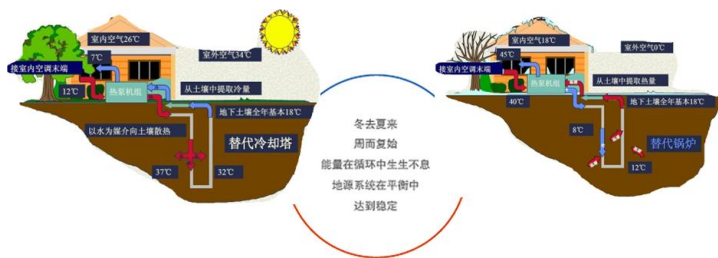 室内空气26℃
室外空气34℃
7℃
接室内空调末端
热泵机组
从土壤中提取冷量
12℃
地下土壤全年基本18℃
以水为媒介向土壤散热
替代冷却塔
37℃
32℃
冬去夏来
周而复始
能量在循环中生生不息
地源系统在平衡中
达到稳定
室内空气18℃
室外空气0℃
45℃
接室内空调末端
热泵机组
从土壤中提取热量
40℃
地下土壤全年基本18℃
8℃
替代锅炉
12℃